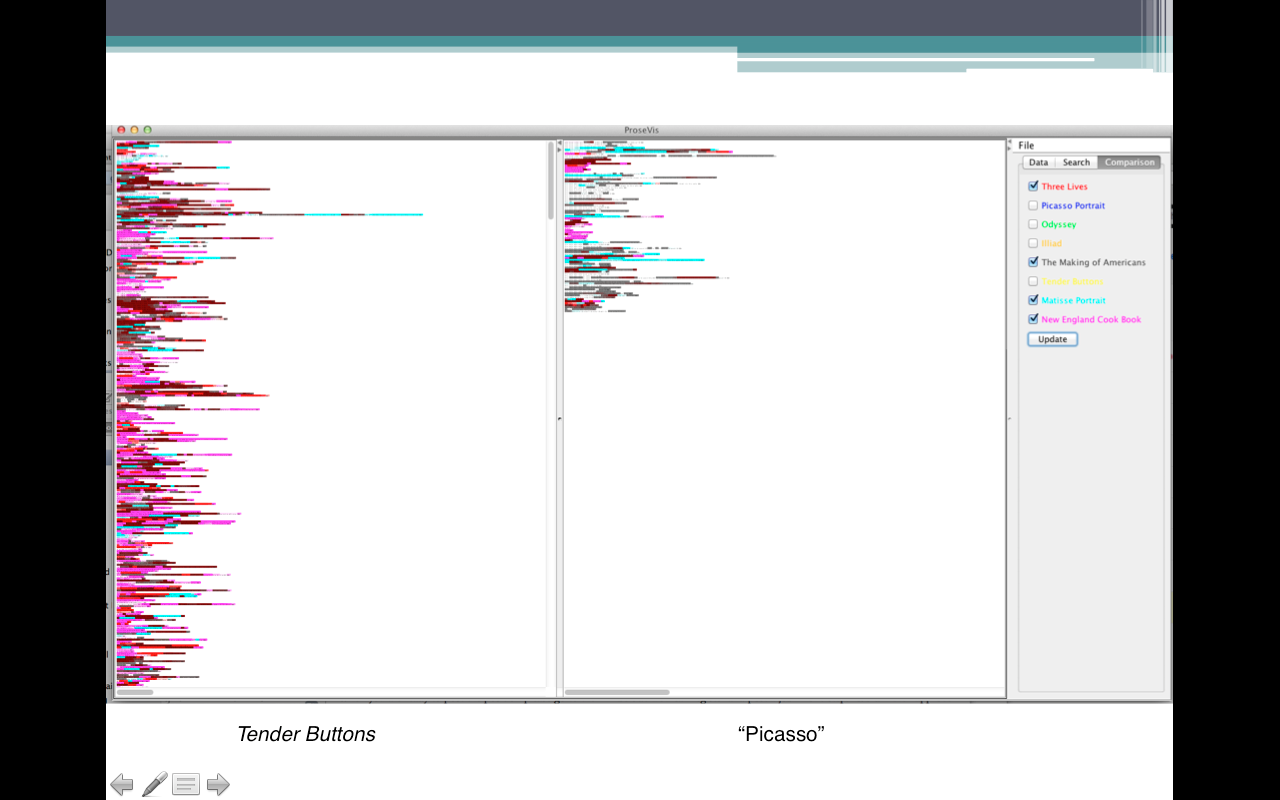 ProseVis
File
Data Search Comparison
Three Lives
Picasso Portrait
Odyssey
Illiad
The Making of Americans
Tender Buttons
Matisse Portrait
New England Cook Book
Update
Tender Buttons
“Picasso”